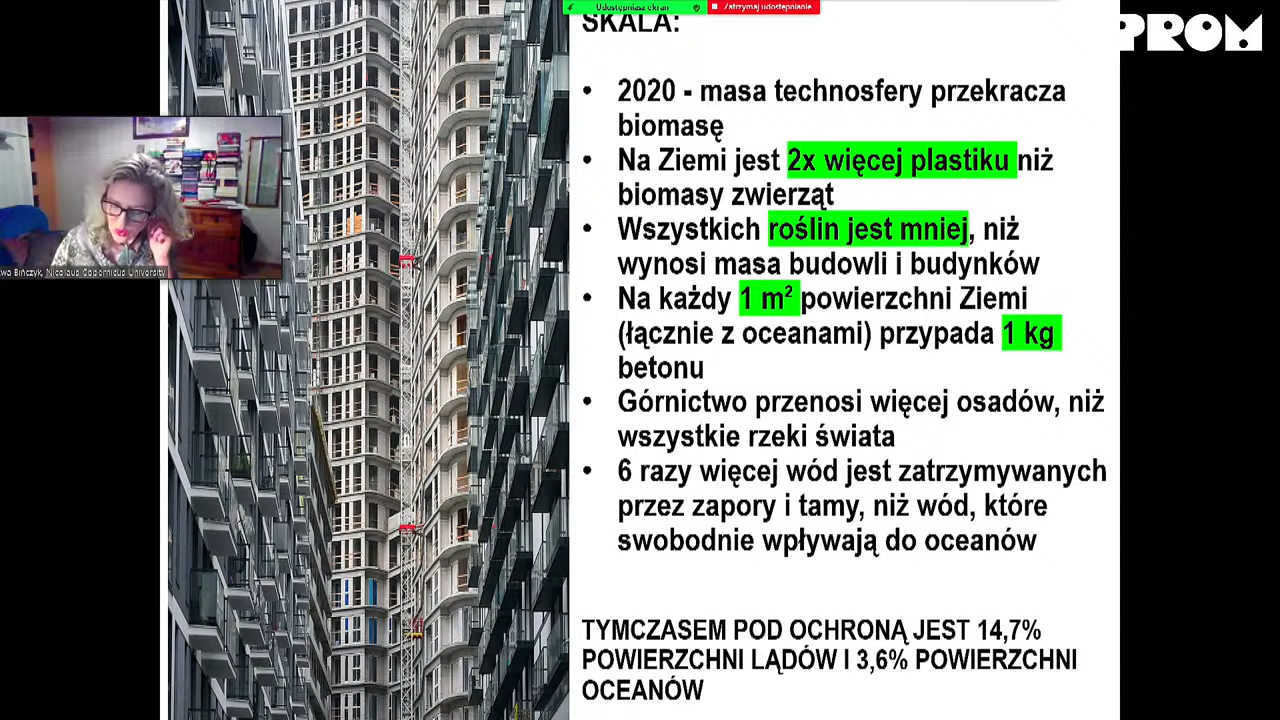 Udostępniasz ekran
Zatrzymaj udostępnianie
SKALA:
PROM
• 2020 - masa technosfery przekracza
biomasę
• Na Ziemi jest 2x więcej plastiku niż
biomasy zwierząt
• Wszystkich roślin jest mniej, niż
wynosi masa budowli i budynków
• Na każdy 1 m² powierzchni Ziemi
(łącznie z oceanami) przypada 1 kg
betonu
• Górnictwo przenosi więcej osadów, niż
wszystkie rzeki świata
• 6 razy więcej wód jest zatrzymywanych
przez zapory i tamy, niż wód, które
swobodnie wpływają do oceanów
TYMCZASEM POD OCHRONĄ JEST 14,7%
POWIERZCHNI LĄDÓW I 3,6% POWIERZCHNI
OCEANÓW
wa Bińczyk, Nicolaus Copernicus University